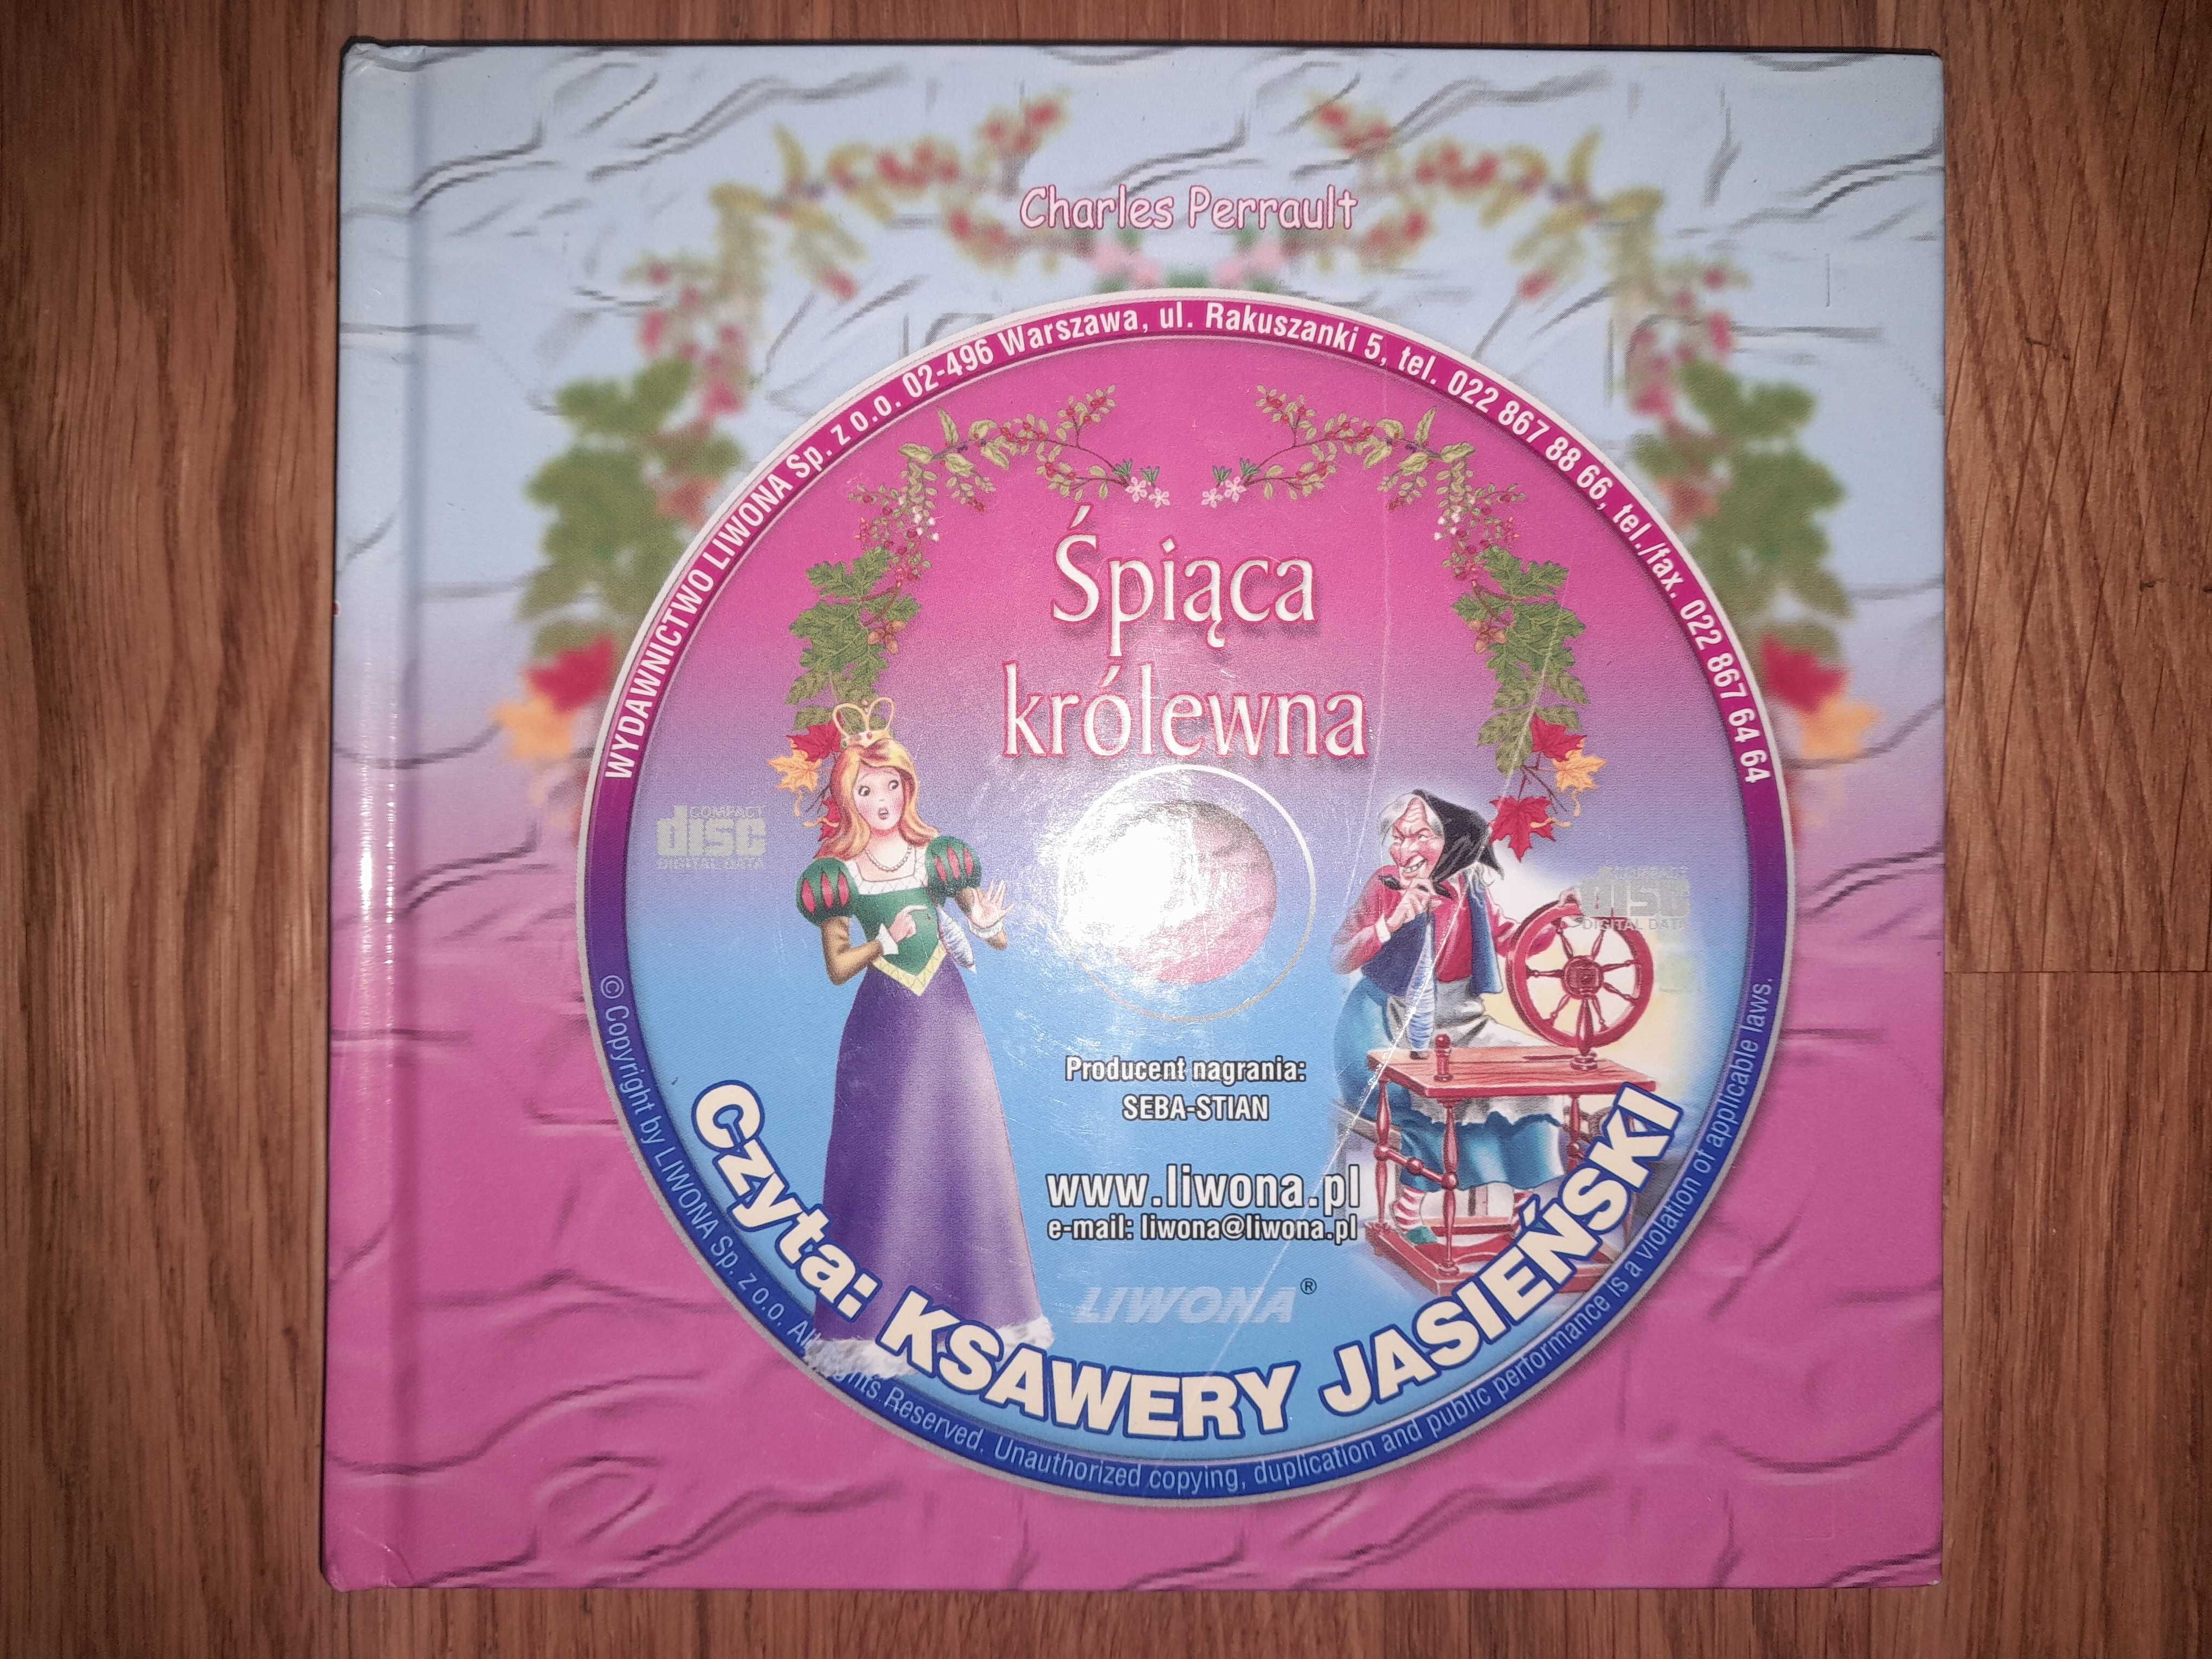 Charles Perrault
WYDAWNICTWO LIWONA Sp. z o.o. 02-496 Warszawa, ul. Rakuszanki 5, tel. 022 867 88 66, tel./fax. 022 867 64 64
Śpiąca
królewna
COMPACT
disc
DIGITAL DATA
COMPACT
disc
DIGITAL DATA
Producent nagrania:
SEBA-STIAN
www.liwona.pl
e-mail: liwona@liwona.pl
LIWONA®
Czyta: KSAWERY JASIEŃSKI
© Copyright by LIWONA Sp. z o.o. All Rights Reserved. Unauthorized copying, duplication and public performance is a violation of applicable laws.